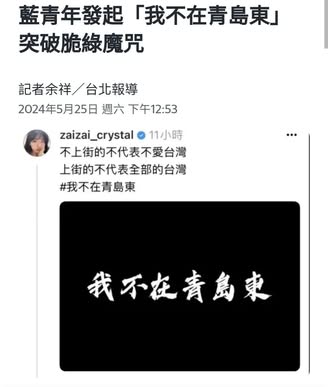 藍青年發起「我不在青島東」
突破脆綠魔咒
記者余祥／台北報導
2024年5月25日 週六 下午12:53
zaizai_crystal 11小時
不上街的不代表不愛台灣
上街的不代表全部的台灣
#我不在青島東
我不在青島東